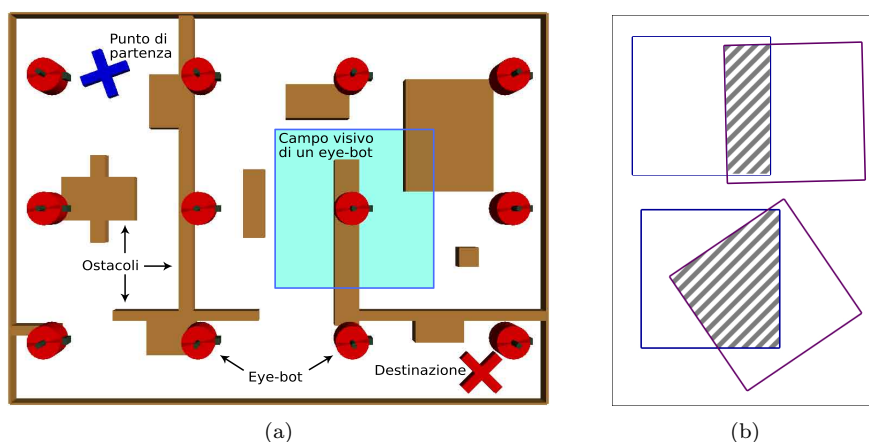 Punto di
partenza
Campo visivo
di un eye-bot
Ostacoli
Eye-bot
Destinazione
(a)
(b)